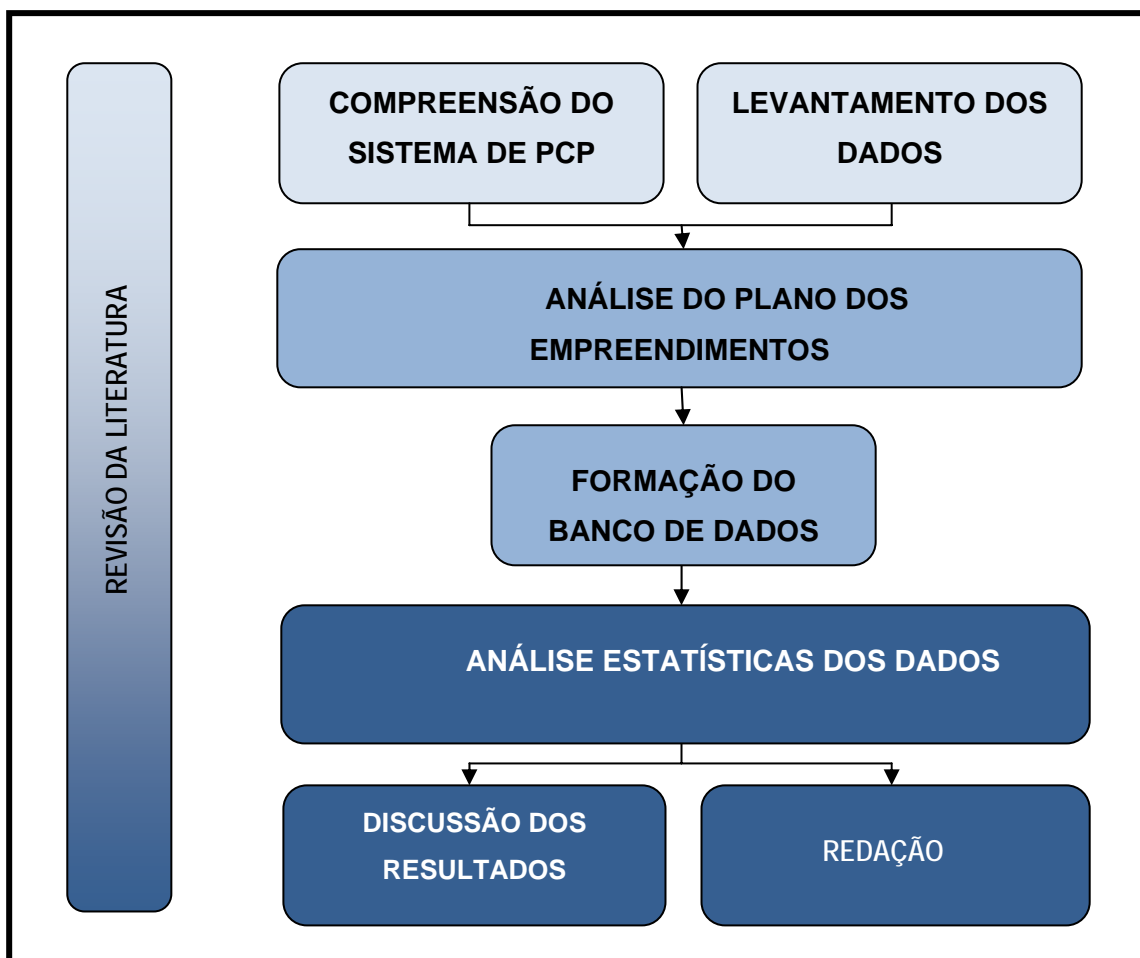 REVISÃO DA LITERATURA
COMPREENSÃO DO
SISTEMA DE PCP
LEVANTAMENTO DOS
DADOS
ANÁLISE DO PLANO DOS
EMPREENDIMENTOS
FORMAÇÃO DO
BANCO DE DADOS
ANÁLISE ESTATÍSTICAS DOS DADOS
DISCUSSÃO DOS
RESULTADOS
REDAÇÃO